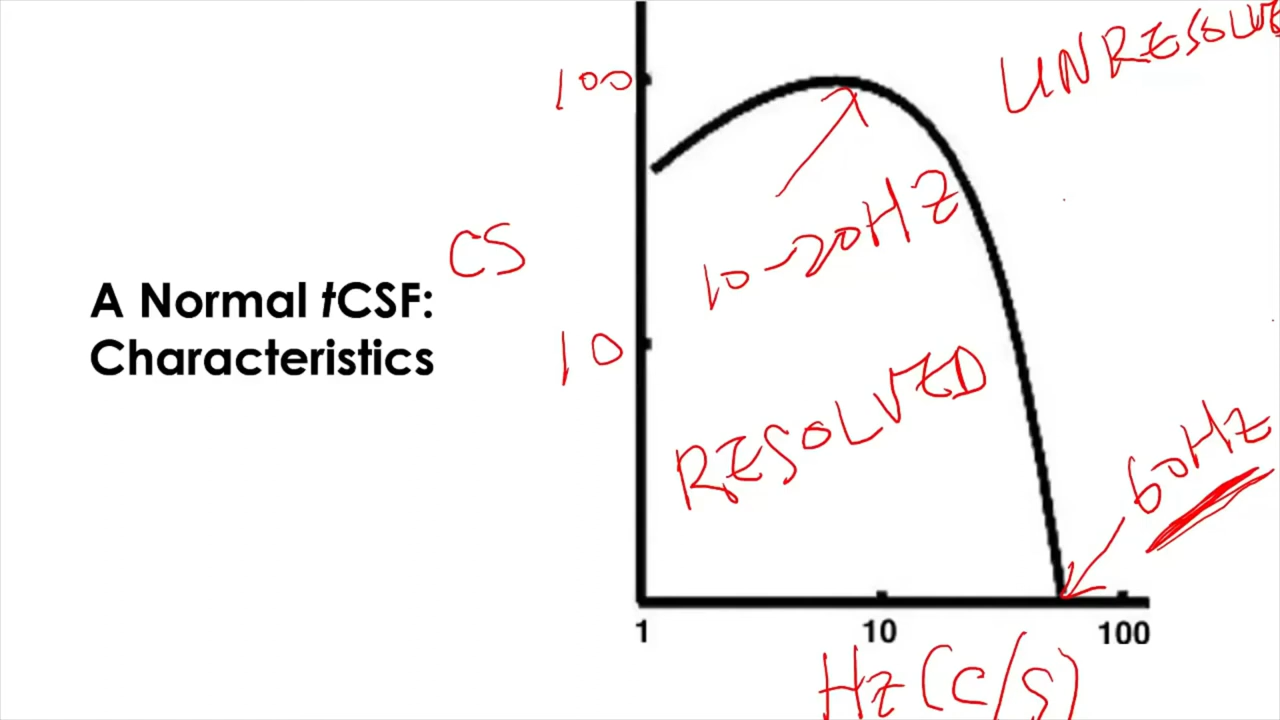 UNRESOLVE
100
10-20HZ
CS
A Normal tCSF:
Characteristics
10
RESOLVED
60HZ
1
10
100
Hz (C/S)